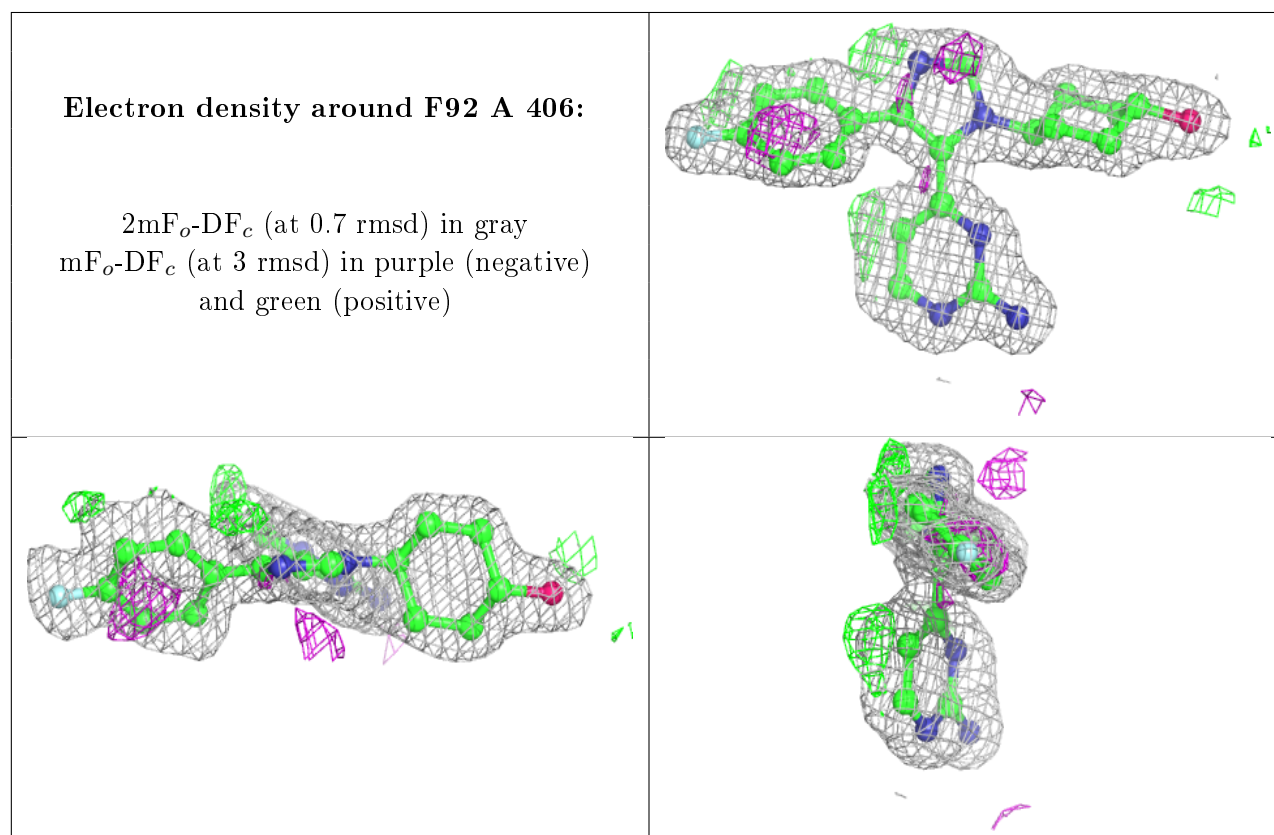 Electron density around F92 A 406:
2mFo-DFc (at 0.7 rmsd) in gray
mFo-DFc (at 3 rmsd) in purple (negative)
and green (positive)